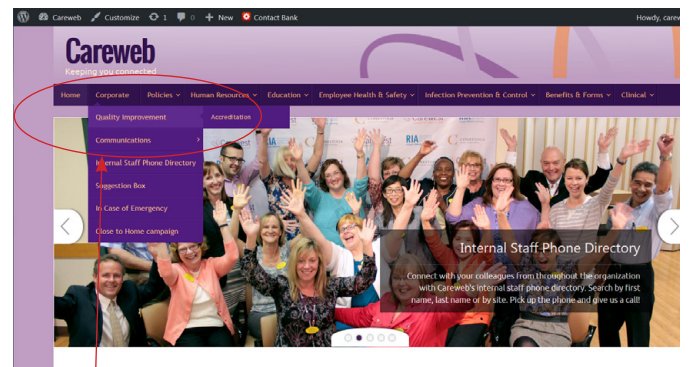 Careweb Customize 1 0 New Contact Bank Howdy, carew
Careweb
Keeping you connected
Home Corporate Policies Human Resources Education Employee Health & Safety Infection Prevention & Control Benefits & Forms Clinical
Quality Improvement Accreditation
Communications
Internal Staff Phone Directory
Suggestion Box
In Case of Emergency
Close to Home campaign
RIA
RIA
Internal Staff Phone Directory
Connect with your colleagues from throughout the organization
with Careweb's internal staff phone directory. Search by first
name, last name or by site. Pick up the phone and give us a call!